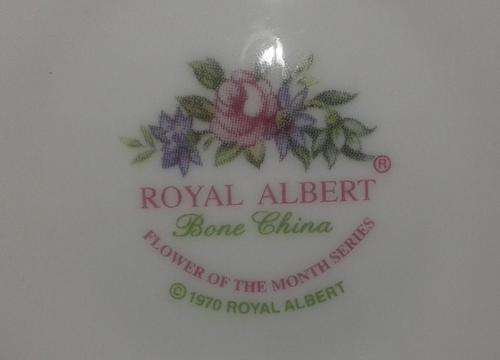 ®
ROYAL ALBERT
Bone China
FLOWER OF THE MONTH SERIES
© 1970 ROYAL ALBERT